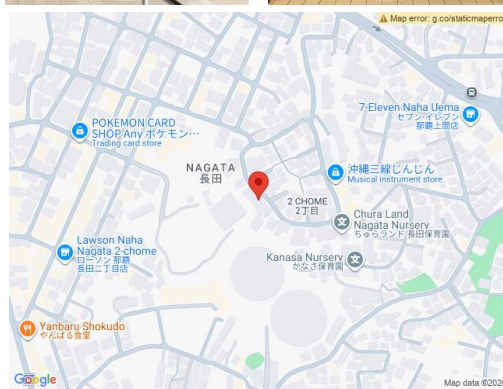 Map error: g.co/staticmaperro
7-Eleven Naha Uema
セブン-イレブン
那覇上間店
POKEMON CARD
SHOP Any ポケモン…
Trading card store
NAGATA
長田
沖縄三線じんじん
Musical instrument store
2 CHOME
2丁目
Chura Land
Nagata Nursery
ちゅらランド長田保育園
Lawson Naha
Nagata 2-chome
ローソン 那覇
長田二丁目店
Kanasa Nursery
かなさ保育園
Yanbaru Shokudo
やんばる食堂
Google
Map data ©202